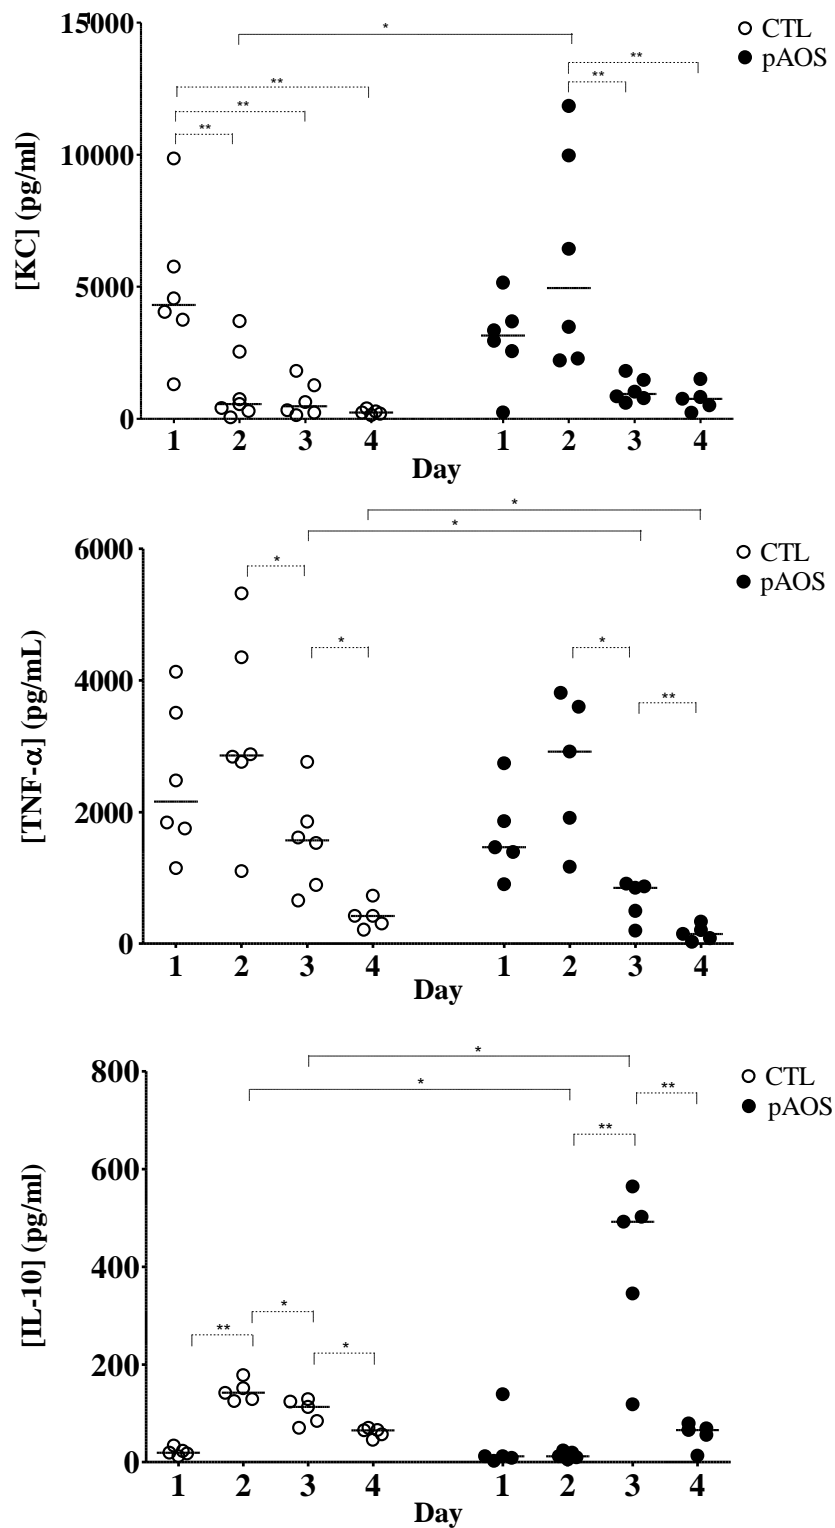 15000
*
CTL
pAOS
**
**
**
**
**
10000
[KC] (pg/ml)
5000
0
1 2 3 4 1 2 3 4
Day
*
*
6000
CTL
pAOS
*
*
*
**
4000
[TNF-α] (pg/mL)
2000
0
1 2 3 4 1 2 3 4
Day
*
800
CTL
pAOS
*
**
**
600
[IL-10] (pg/ml)
400
*
**
*
200
0
1 2 3 4 1 2 3 4
Day